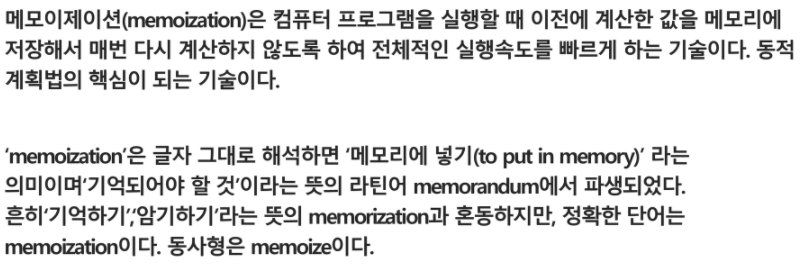 메모이제이션(memoization)은 컴퓨터 프로그램을 실행할 때 이전에 계산한 값을 메모리에
저장해서 매번 다시 계산하지 않도록 하여 전체적인 실행속도를 빠르게 하는 기술이다. 동적
계획법의 핵심이 되는 기술이다.
‘memoization’은 글자 그대로 해석하면 ‘메모리에 넣기(to put in memory)’ 라는
의미이며‘기억되어야 할 것’이라는 뜻의 라틴어 memorandum에서 파생되었다.
흔히‘기억하기’,‘암기하기’라는 뜻의 memorization과 혼동하지만, 정확한 단어는
memoization이다. 동사형은 memoize이다.